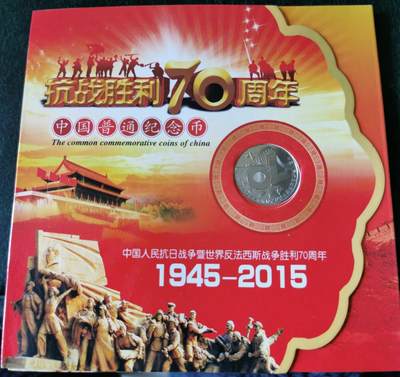 抗战胜利70周年
中国普通纪念币
The common commemorative coins of china
中国人民抗日战争暨世界反法西斯战争胜利70周年
1945-2015